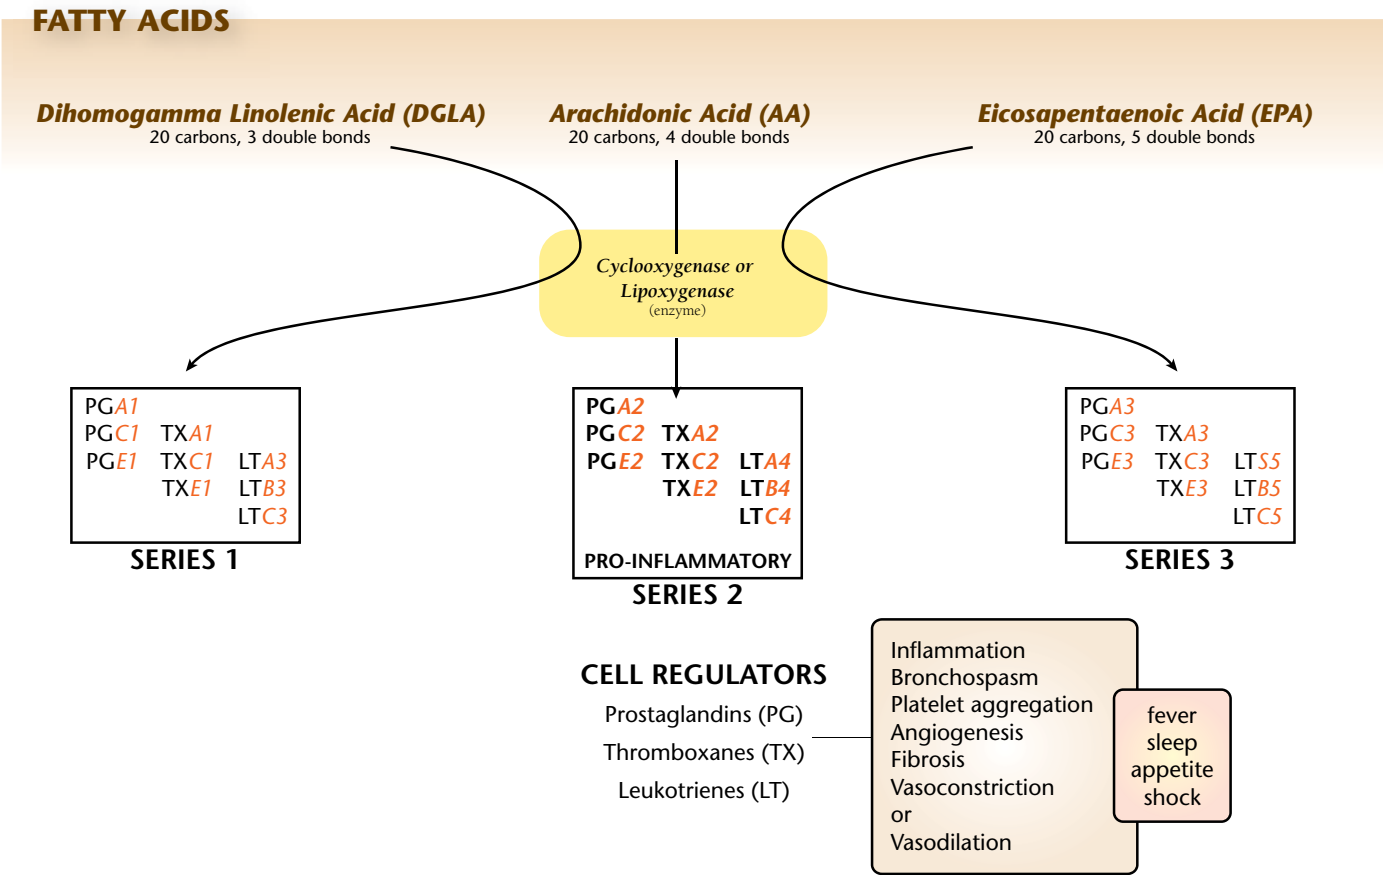 FATTY ACIDS
Dihomogamma Linolenic Acid (DGLA)
20 carbons, 3 double bonds
Arachidonic Acid (AA)
20 carbons, 4 double bonds
Eicosapentaenoic Acid (EPA)
20 carbons, 5 double bonds
Cyclooxygenase or
Lipoxygenase
(enzyme)
PGA1
PGC1 TXA1
PGE1 TXC1 LTA3
TXE1 LTB3
LTC3
SERIES 1
PGA2
PGC2 TXA2
PGE2 TXC2 LTA4
TXE2 LTB4
LTC4
PRO-INFLAMMATORY
SERIES 2
PGA3
PGC3 TXA3
PGE3 TXC3 LTS5
TXE3 LTB5
LTC5
SERIES 3
CELL REGULATORS
Prostaglandins (PG)
Thromboxanes (TX)
Leukotrienes (LT)
Inflammation
Bronchospasm
Platelet aggregation
Angiogenesis
Fibrosis
Vasoconstriction
or
Vasodilation
fever
sleep
appetite
shock